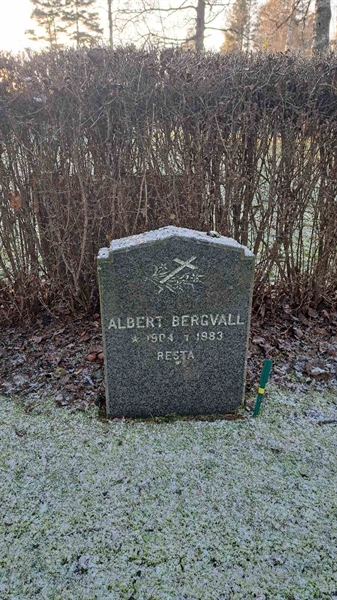 ALBERT BERGVALL
* 1904 † 1983
RESTA